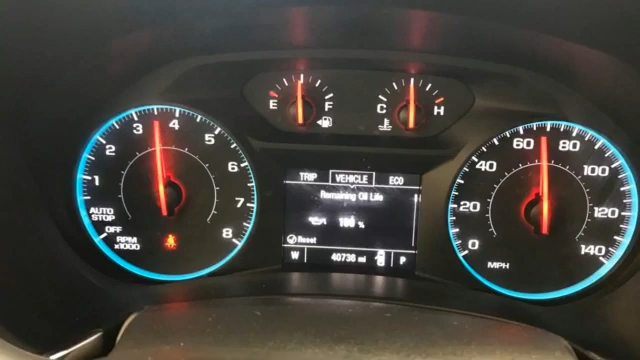 E F
C H
1 2 3 4 5 6 7 8
AUTO
STOP
OFF
RPM
x1000
TRIP VEHICLE ECO
Remaining Oil Life
100 %
Reset
W 40736 mi P
0 20 40 60 80 100 120 140
MPH